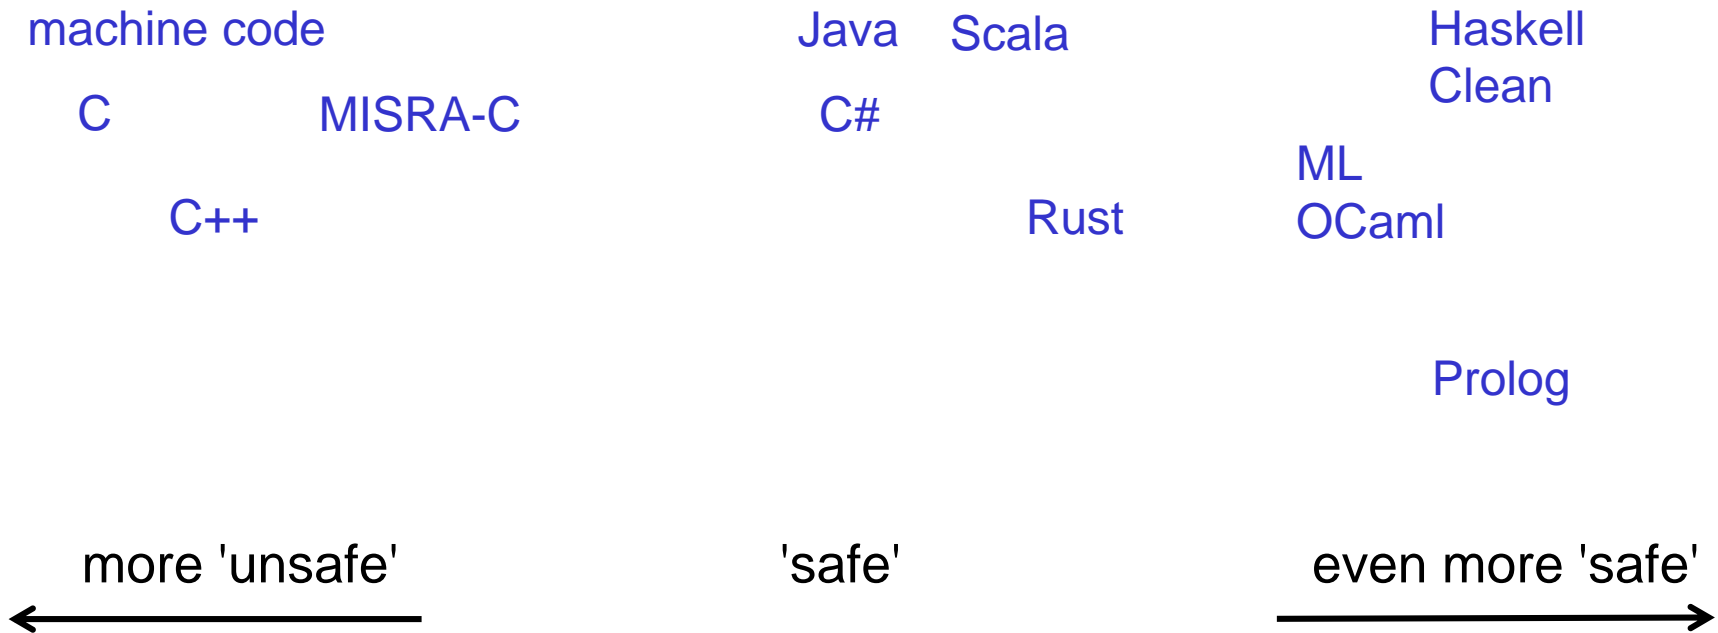 machine code Java Scala Haskell
Clean
C MISRA-C C#
ML
C++ Rust OCaml
Prolog
more 'unsafe' 'safe' even more 'safe'